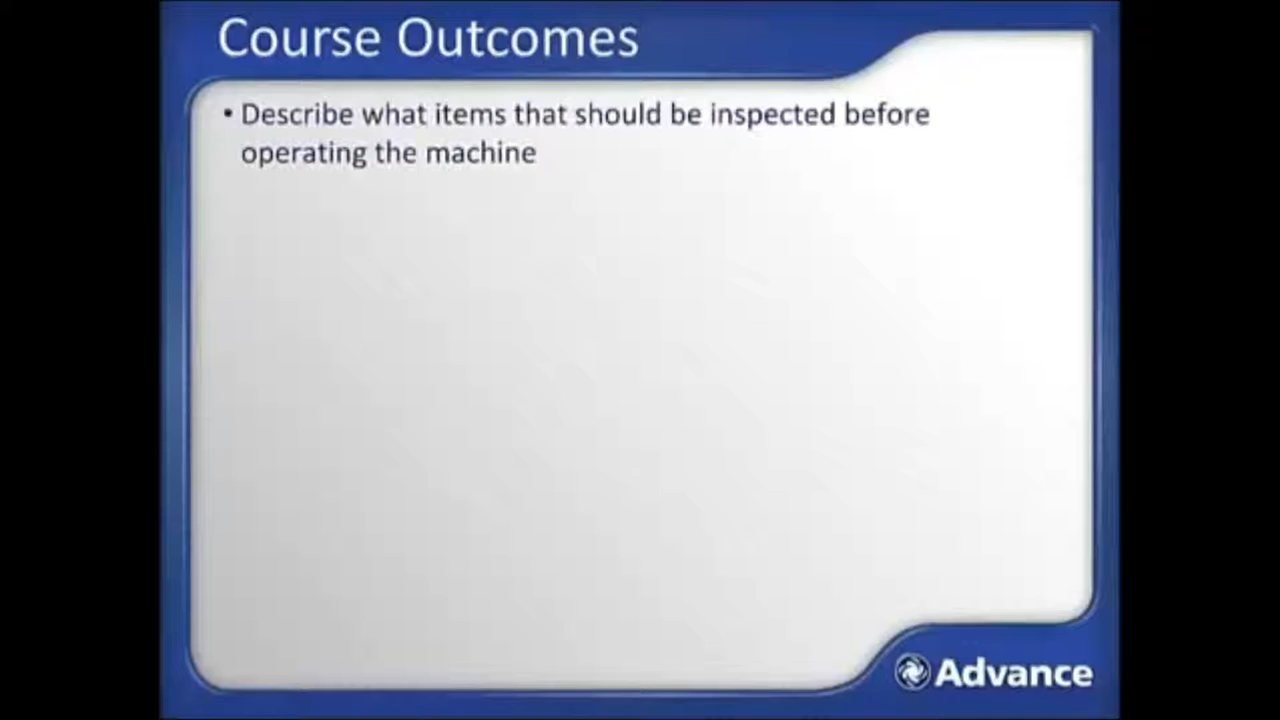 Course Outcomes
• Describe what items that should be inspected before
operating the machine
Advance